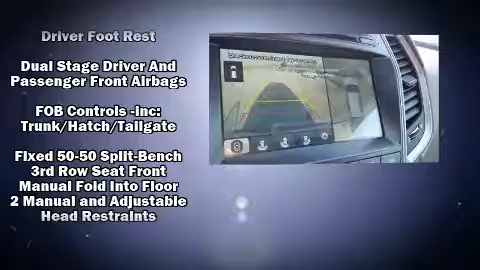 Driver Foot Rest
Dual Stage Driver And
Passenger Front Airbags
FOB Controls -Inc:
Trunk/Hatch/Tailgate
Fixed 50-50 Split-Bench
3rd Row Seat Front
Manual Fold Into Floor
2 Manual and Adjustable
Head Restraints